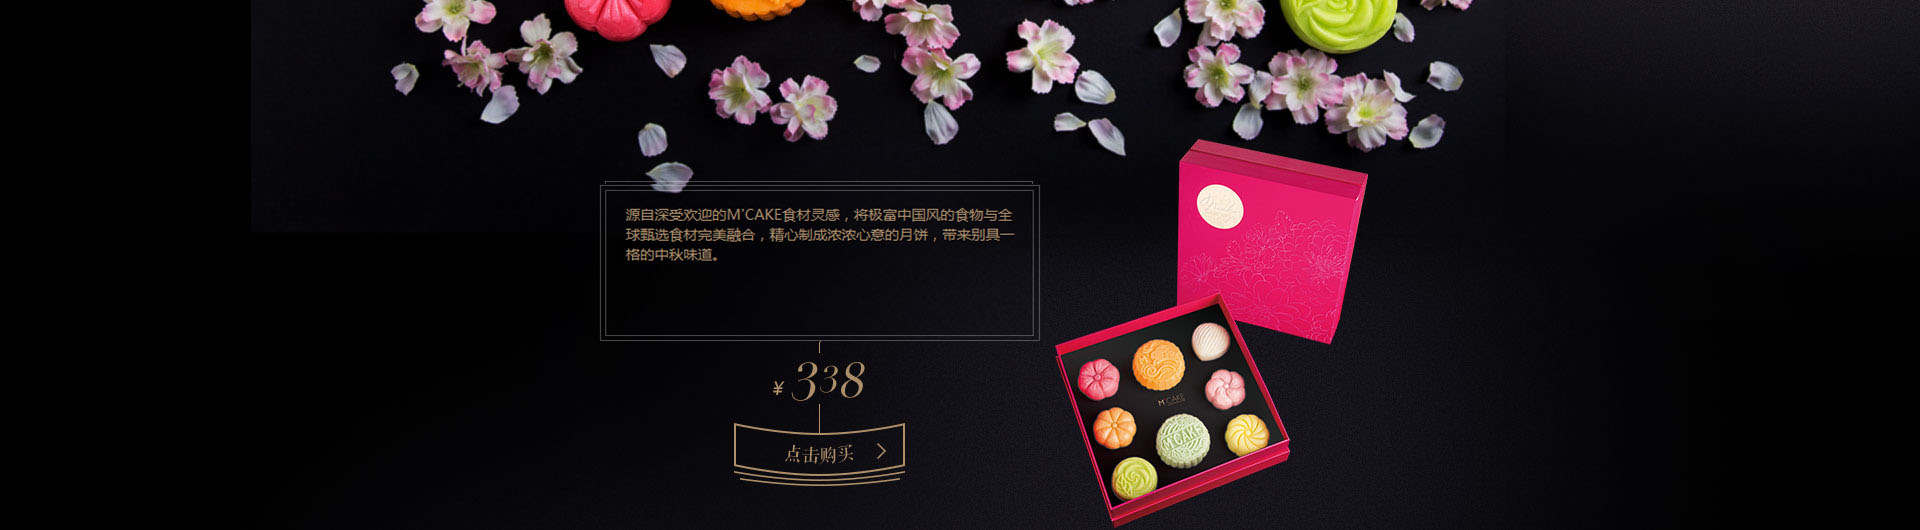 源自深受欢迎的M'CAKE食材灵感，将极富中国风的食物与全
球甄选食材完美融合，精心制成浓浓心意的月饼，带来别具一
格的中秋味道。
¥ 338
点击购买 >
M'CAKE
M'CAKE